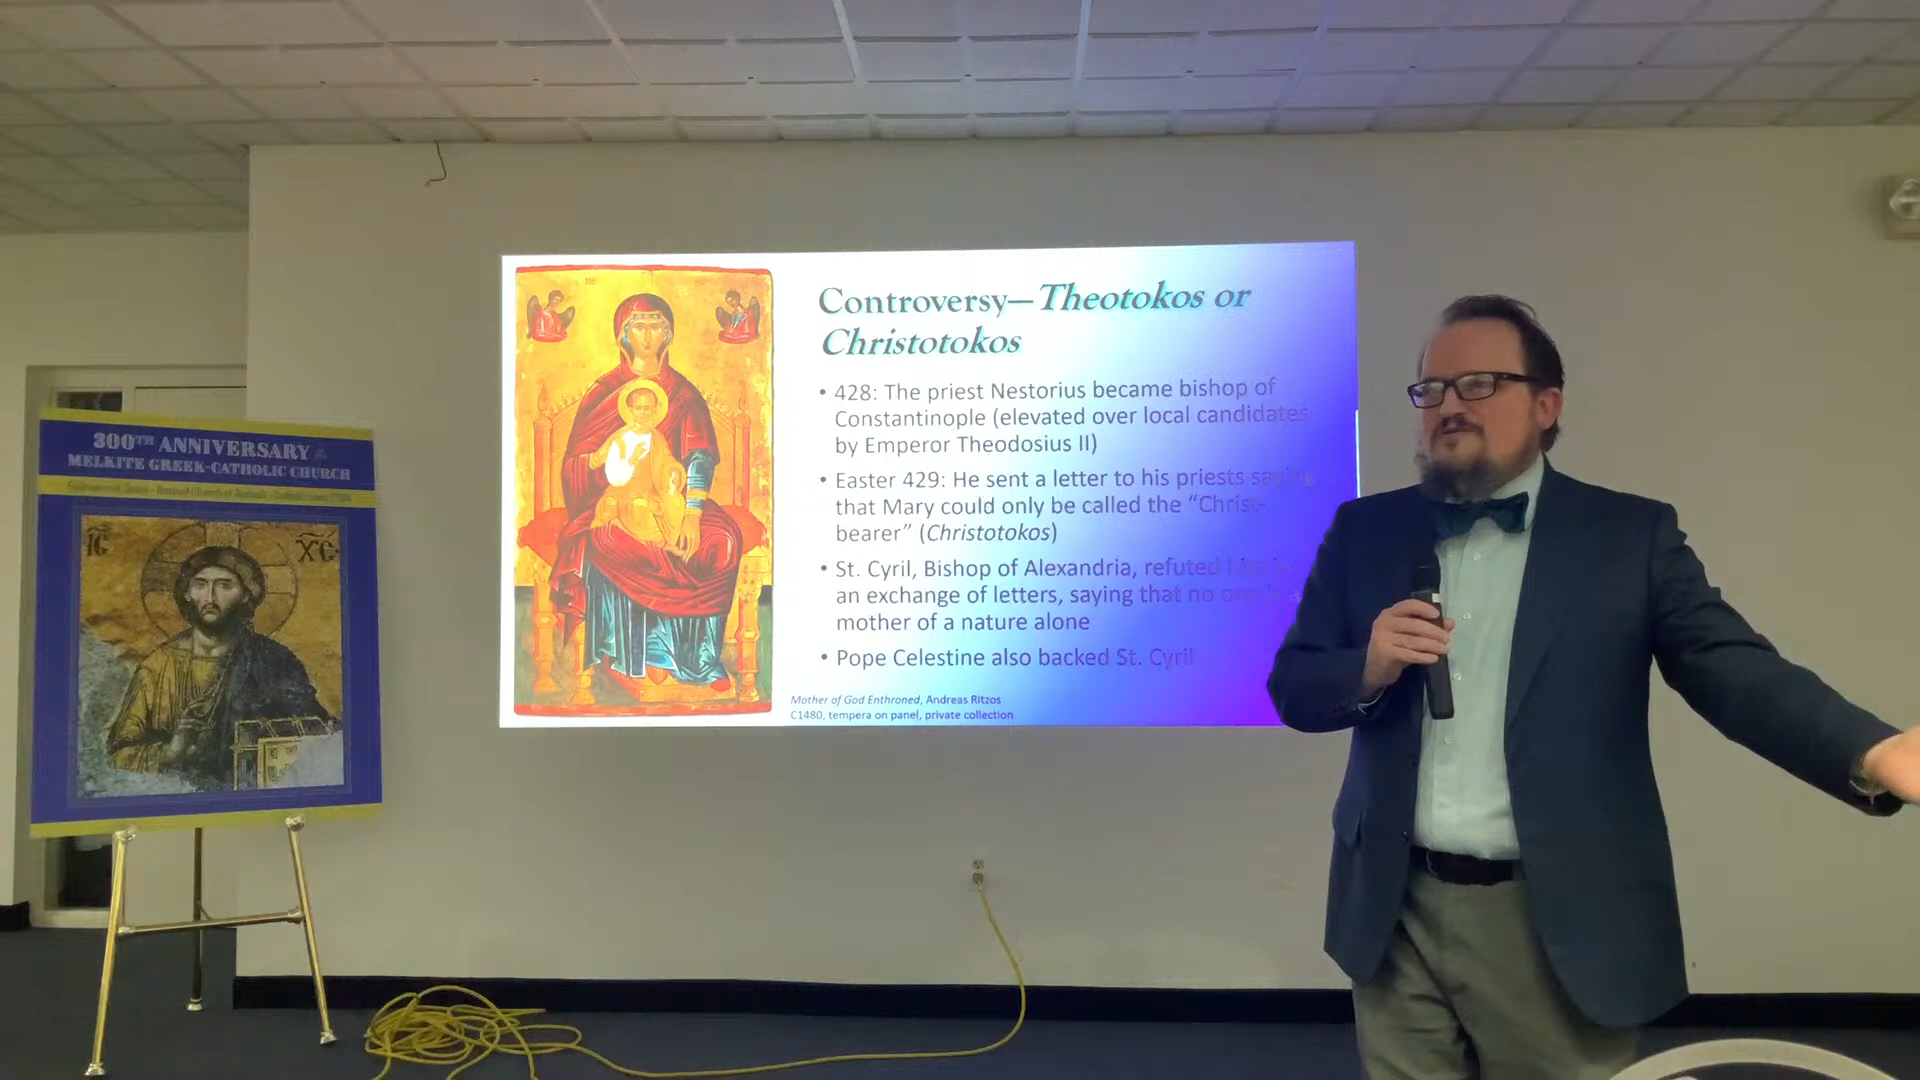 300TH ANNIVERSARY
MELKITE GREEK-CATHOLIC CHURCH
IC
XC
Controversy—Theotokos or
Christotokos
• 428: The priest Nestorius became bishop of
Constantinople (elevated over local candidates
by Emperor Theodosius II)
• Easter 429: He sent a letter to his priests saying
that Mary could only be called the “Christ-
bearer” (Christotokos)
• St. Cyril, Bishop of Alexandria, refuted
an exchange of letters, saying that no
mother of a nature alone
• Pope Celestine also backed St. Cyril
Mother of God Enthroned, Andreas Ritzos
C1480, tempera on panel, private collection